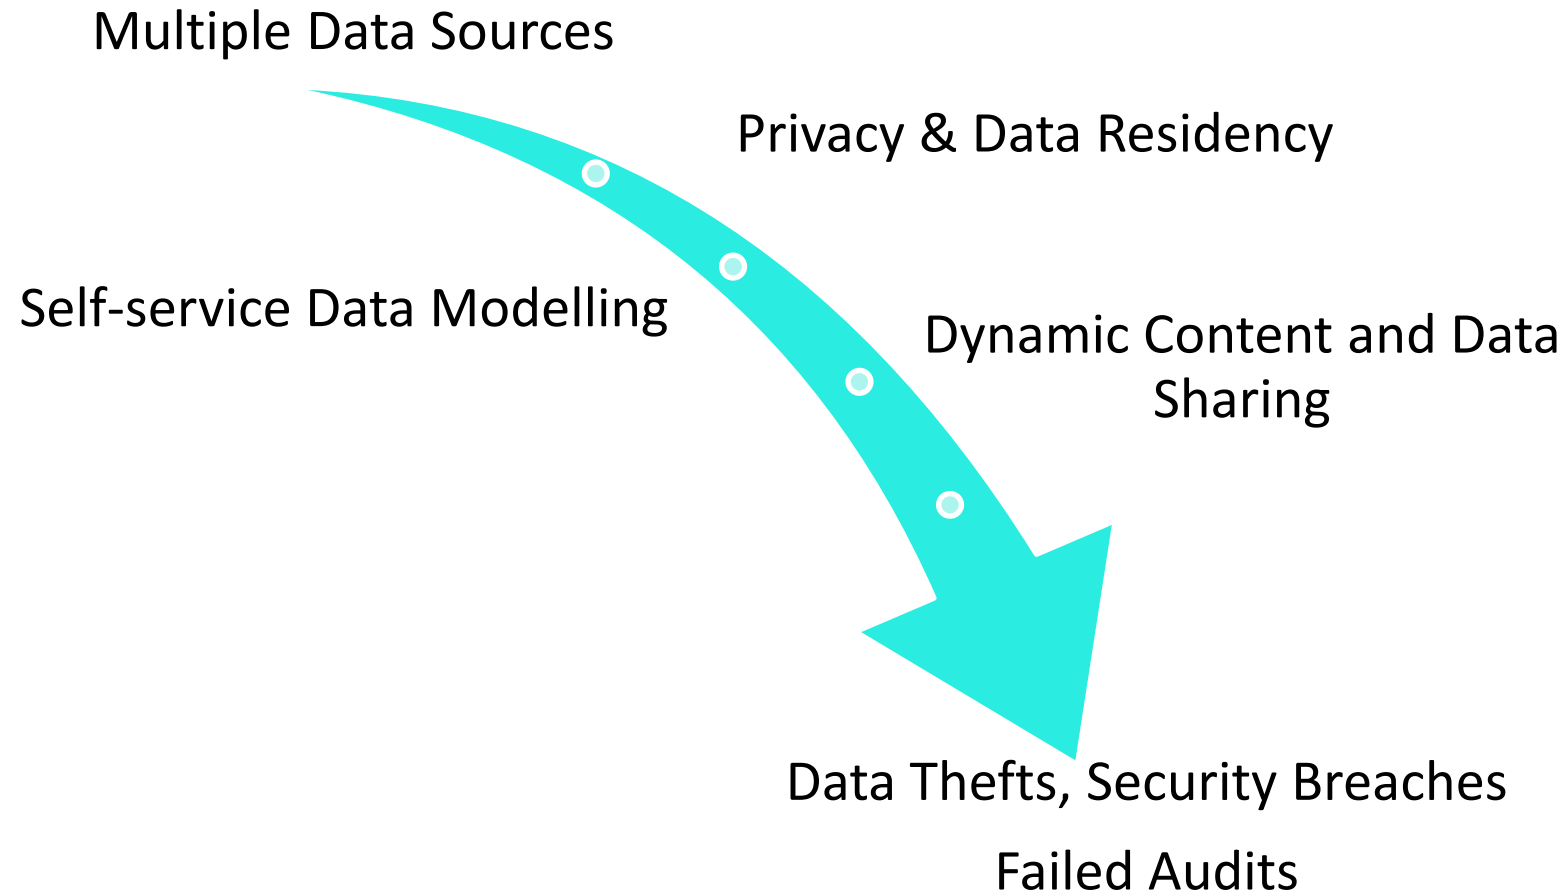 Multiple Data Sources
Privacy & Data Residency
Self-service Data Modelling
Dynamic Content and Data
Sharing
Data Thefts, Security Breaches
Failed Audits